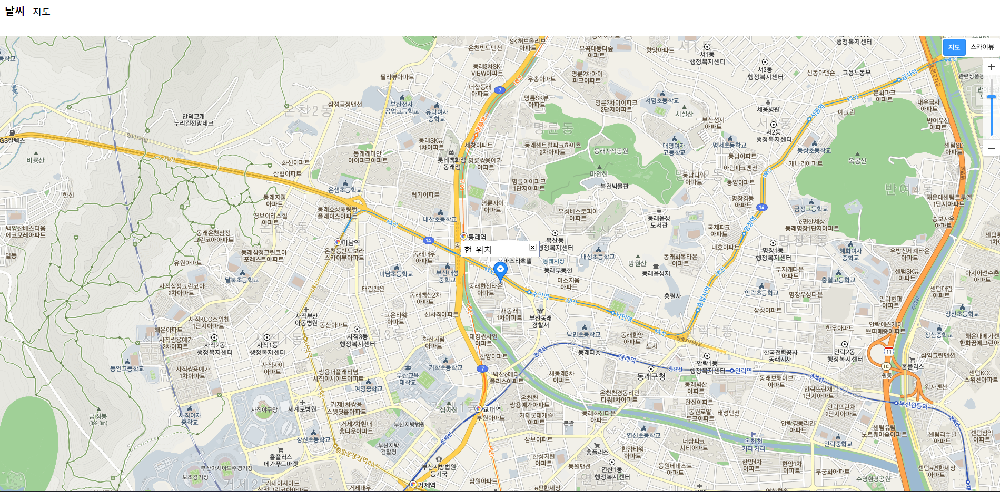 날씨 지도
지도 스카이뷰
SK허브올리브
아파트
온천반도맨션
부곡대동다숲
아파트
향양아파트
서1동
행정복지센터
행정복지센터
동래3차SK
VIEW아파트
명륜2차아이
파크아파트
서3동
행정복지센터
신동아맨숀
고용노동부
금사역
4호선
필라뷰아파트
더샵동래
아파트
7
1호선
우송아파트
명륜SK뷰
아파트
삼성금정맨션
부산전자
공업고등학교
유락여자
중학교
명륜2차아이파크
2단지아파트
서명초등학교
시실산
세웅병원
문화파크
아파트
대우금사
아파트
예그린
서동역
온천2동
만덕고개
누리길전망데크
명륜역
명륜동
부산성지
아파트
서2동
행정복지센터
반여우신
아파트
GS칼텍스
만덕1터널
비룡산
3호선
동래SK뷰
1차아파트
세창아파트
동래센트럴파크하이츠
2차아파트
동래사적공원
대명여자
고등학교
명서초등학교
동상초등학교
센텀SD
아파트
동래래미안
아이파크아파트
롯데백화점
동래점
명륜쌍용예가
아파트
화신아파트
삼협아파트
동남아파트
아림파크맨션
개나리아파트
옥봉산
마안산
복천박물관
동남타워
아파트
동양아파트
온샘초등학교
럭키아파트
명륜아이파크
1단지아파트
반여4동
한신
동래지웰
아파트
명륜자이
아파트
명장경동
아파트
14
금정고등학교
해운대센텀트루엘
1단지아파트
경보이리스힐
아파트
동래효성해링턴
플레이스아파트
내산초등학교
우성베스트피아
아파트
동래읍성
도서관
e편한세상
동래명장1단지아파트
송보자유
아파트
백양산베스티움
에코포레아파트
온천3동
동래온천삼정
그린코아아파트
4호선
14
동래역
복산동
행정복지센터
국제파크
아파트
명장역
명장1동
미남역
현 위치
대호아파트
명장1동
행정복지센터
혜화여자
중학교
우방신세계타운
아파트
일동
동래온천삼정그린코아
포레스트아파트
온천동반도보라
스카이뷰아파트
동래대우
아파트
바스타호텔
동래시장
내성초등학교
망월산
동래화목타운
아파트
유원아파트
달북초등학교
미남초등학교
부산내성
중학교
4호선
동래부동헌
동래읍성지
무지개타운
아파트
충렬고등학교
센텀SK뷰
아파트
아시아선수촌
아파트
사직삼정그린코아
2차아파트
태림맨션
동래한진타운
아파트
미소지음
아파트
수안역
4호선
충렬사
충렬사역
안락초등학교
명장우성타운
안락현대
아파트
센텀대림
아파트
동래백산2차
아파트
사직부산
아동병원
고은타워
아파트
신사직아파트
새동래
1차아파트
부산동래
경찰서
낙민역
삼성아파트
장산초등학교
사직KCC스위첸
1단지아파트
해운아파트
동산아파트
낙민초등학교
동래한양
아파트
안락1동
안락지하차도
한우아파트
안락에스케이
쁘띠메종아파트
장산중학교
해운대메가센
한화꿈에그린아
사직쌍용예가
2차아파트
사직2동
행정복지센터
사직1동
행정복지센터
사직3동
행정복지센터
화신그림
아파트
태경썬샤인
아파트
수민동
동래패총
도시
한국전력공사
동래지사
안락2동
행정복지센터
11
삼익그린맨션
동인고등학교
사직쌍용예가
1차아파트
사직자이
아파트
사직역
쌍용더플래티넘
사직아시아드아파트
거학초등학교
한양아파트
7
동해선
동래역
동래구청
안락1동
행정복지센터
안락역
IC
원동
홈플러스
부산교육
대학교
벽산e메타
폴리스아파트
새동래3차
아파트
동래보해이브
아파트
센텀KCC
스위첸아파트
여명중학교
동래벽산
아파트
안락뜨란채
1단지아파트
왕자맨션
사직야구장
세계로병원
거제1차쌍용
스윗닷홈아파트
십자산
교대역
온천천
쌍용예가아파트
온천천경동리인
타워1차아파트
한신아파트
부산원동역
금정봉
(399.3m)
사직여자
중학교
거제2차현대
홈타운아파트
부산지방법원
부원아파트
거제롯데캐슬
아파트
본관
동래화신타운
아파트
동원로얄
듀크아파트
태성맨션
안락뜨란채
2단지아파트
안락경동리인
아파트
창신초등학교
종합운동장역
부산지방
검찰청
삼보아파트
연신초등학교
더샵파크
시티아파트
온천천
카페거리
안락중학교
센텀유림
노르웨이숲아파트
센텀리슈빌
아파트
센텀삼익
아파트
홈플러스
메가푸드마켓
부산아시아드주경기장
보조경기장
거제2동
거제아시아드
삼정그린코아아파트
부산지방법원
등기국
거제역
거제대우
삼원아파트
한성기린
아파트
e편한세상
동원맨션
홈플러스
연산1동
행정복지센터
한양타워
아파트
동원베네스트
아파트
한양4차
아파트
한양1차
아파트
무궁화아파트
수영환경공원
센텀e편한세상
아파트